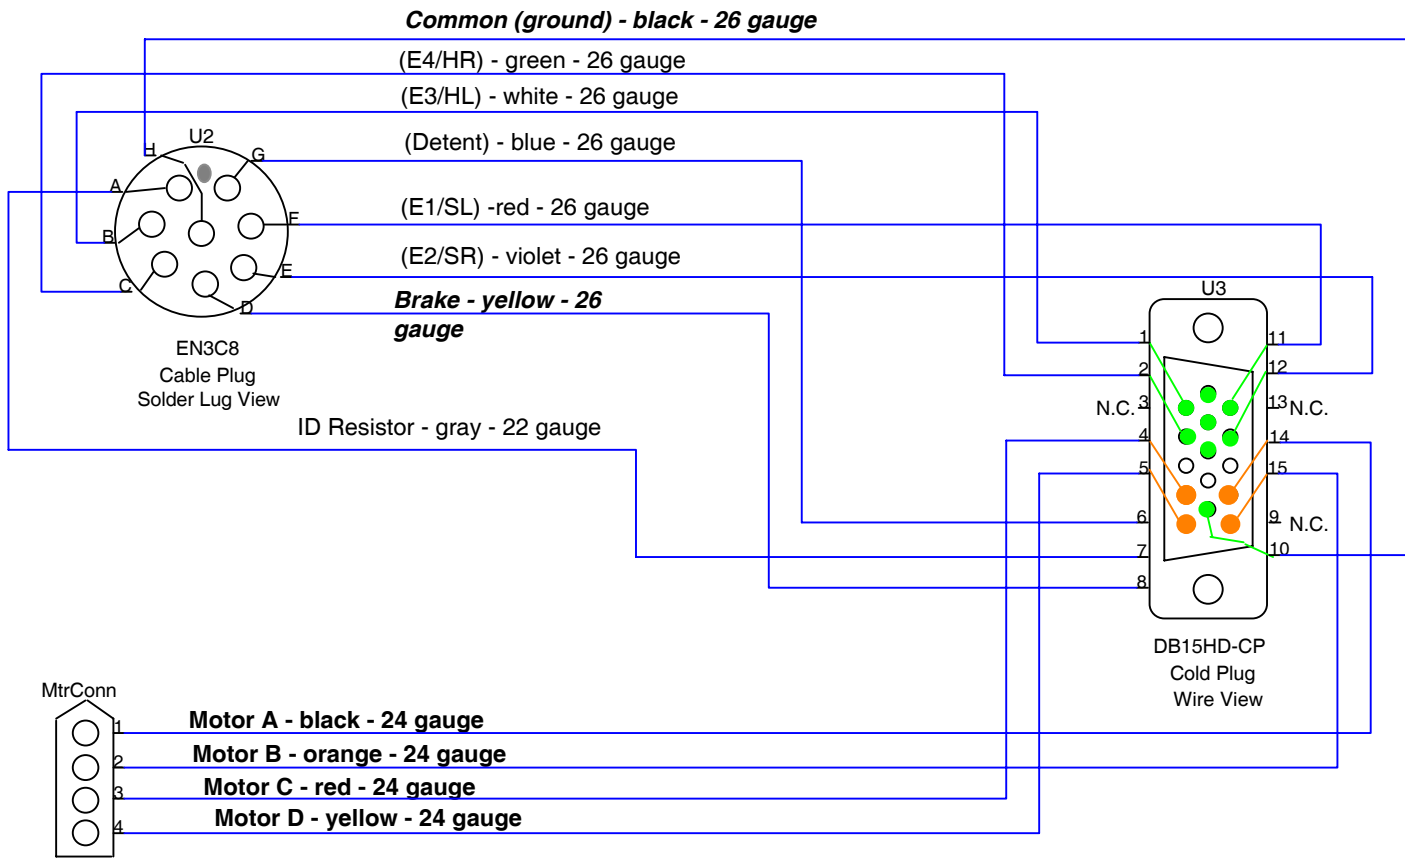 Common (ground) - black - 26 gauge
(E4/HR) - green - 26 gauge
(E3/HL) - white - 26 gauge
(Detent) - blue - 26 gauge
(E1/SL) -red - 26 gauge
(E2/SR) - violet - 26 gauge
Brake - yellow - 26
gauge
U2
H
G
A
F
B
E
C
D
EN3C8
Cable Plug
Solder Lug View
ID Resistor - gray - 22 gauge
U3
1
11
2
12
N.C.
3
13
N.C.
4
14
5
15
6
9
N.C.
7
10
8
DB15HD-CP
Cold Plug
Wire View
MtrConn
1
Motor A - black - 24 gauge
2
Motor B - orange - 24 gauge
3
Motor C - red - 24 gauge
4
Motor D - yellow - 24 gauge